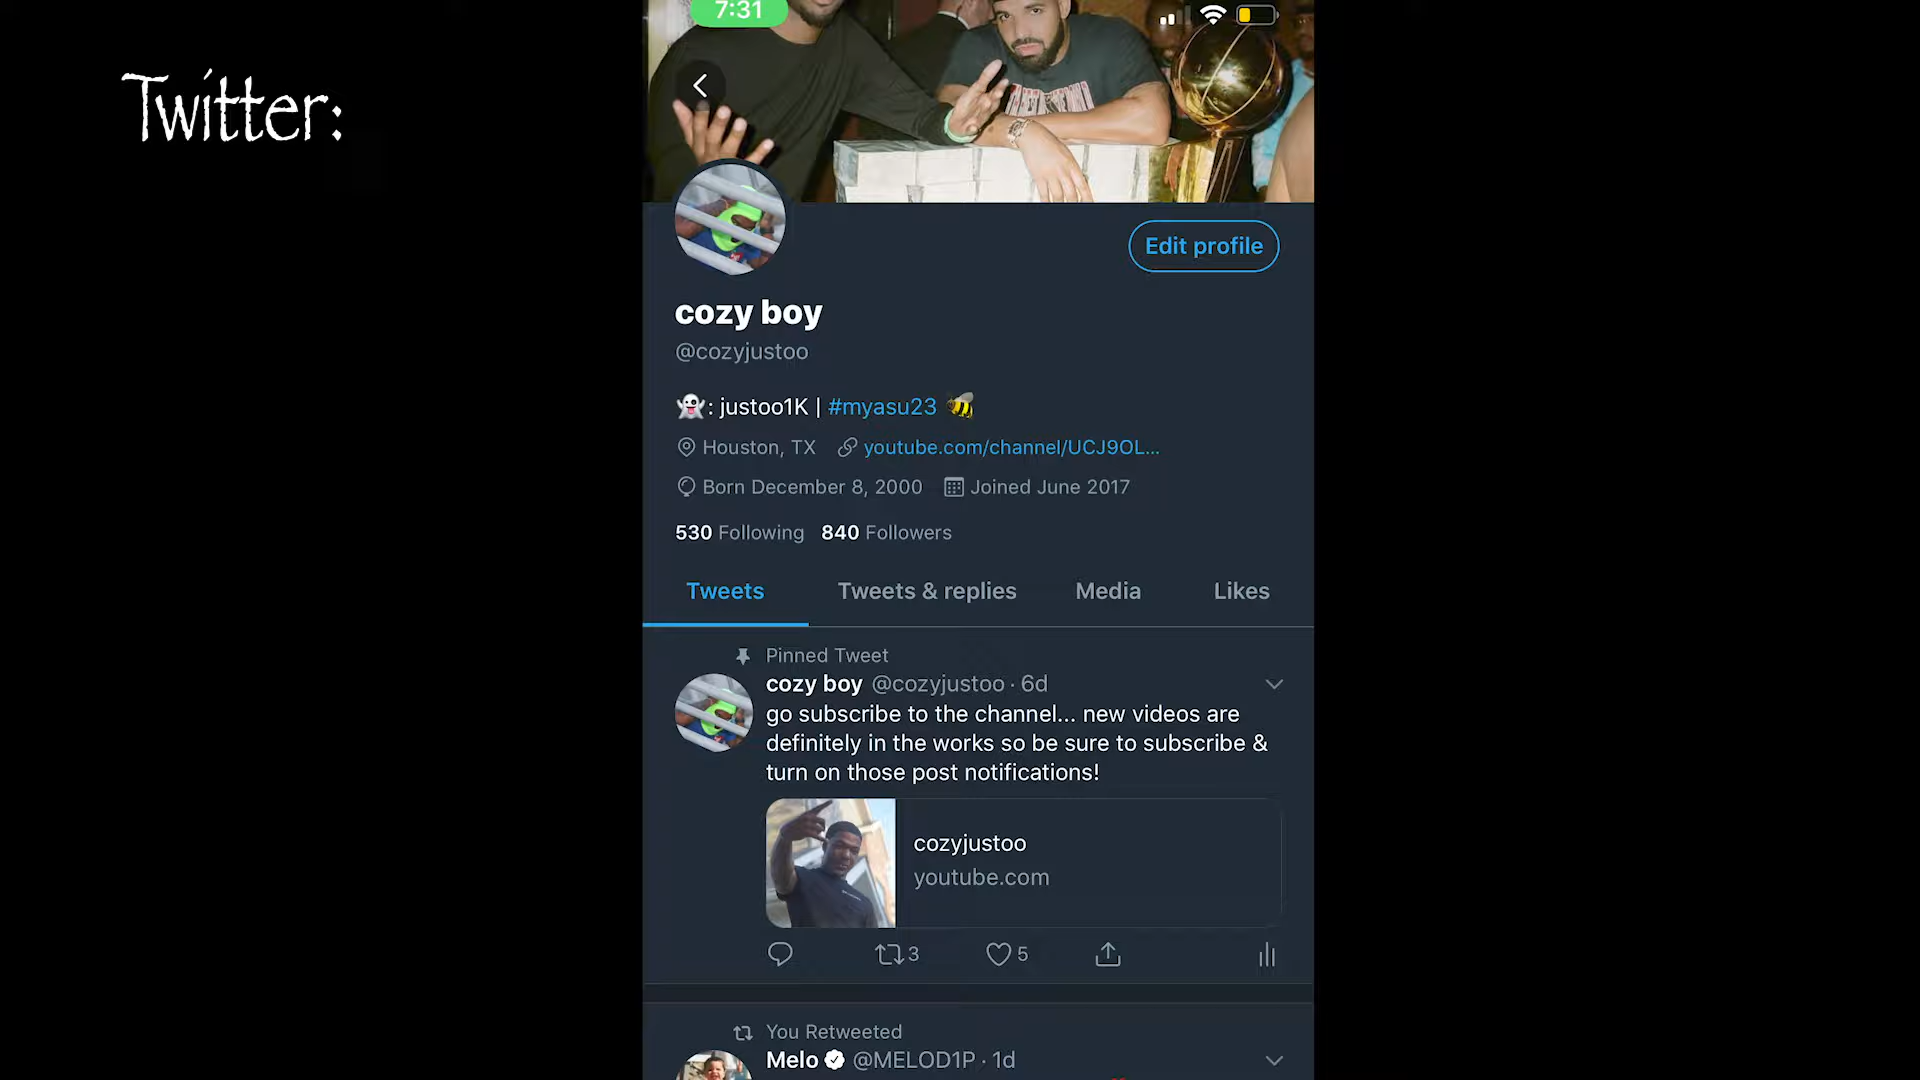 7:31
Twitter:
Edit profile
cozy boy
@cozyjustoo
👻: justoo1K | #myasu23 🐝
Houston, TX youtube.com/channel/UCJ9OL...
Born December 8, 2000 Joined June 2017
530 Following 840 Followers
Tweets Tweets & replies Media Likes
Pinned Tweet
cozy boy @cozyjustoo · 6d
go subscribe to the channel... new videos are
definitely in the works so be sure to subscribe &
turn on those post notifications!
cozyjustoo
youtube.com
3 5
You Retweeted
Melo @MELOD1P · 1d